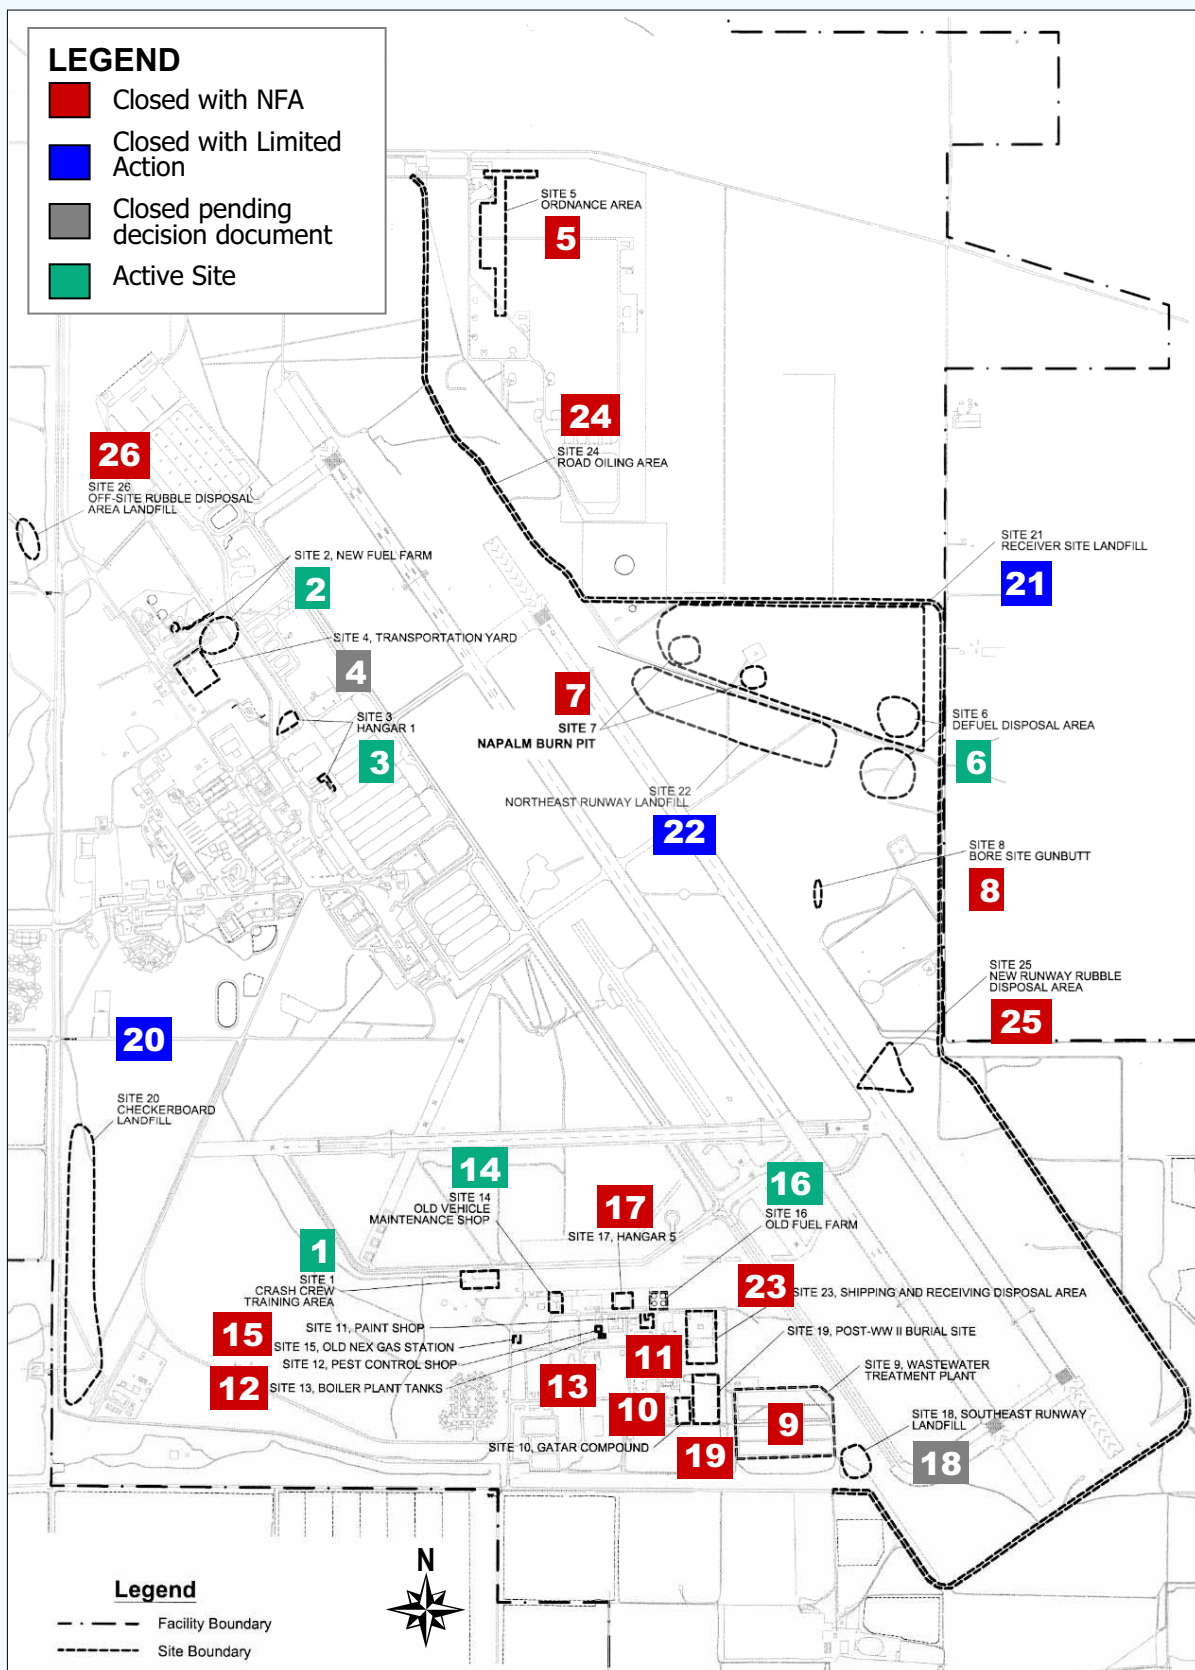 LEGEND
Closed with NFA
Closed with Limited
Action
Closed pending
decision document
Active Site
SITE 5
ORDNANCE AREA
5
24
SITE 24
ROAD OILING AREA
26
SITE 26
OFF-SITE RUBBLE DISPOSAL
AREA LANDFILL
SITE 2, NEW FUEL FARM
2
SITE 21
RECEIVER SITE LANDFILL
21
SITE 4, TRANSPORTATION YARD
4
7
SITE 7
NAPALM BURN PIT
SITE 3
HANGAR 1
3
SITE 6
DEFUEL DISPOSAL AREA
6
SITE 22
NORTHEAST RUNWAY LANDFILL
22
SITE 8
BORE SITE GUNBUTT
8
SITE 25
NEW RUNWAY RUBBLE
DISPOSAL AREA
25
20
SITE 20
CHECKERBOARD
LANDFILL
14
SITE 14
OLD VEHICLE
MAINTENANCE SHOP
16
SITE 16
OLD FUEL FARM
17
SITE 17, HANGAR 5
1
SITE 1
CRASH CREW
TRAINING AREA
23
SITE 23, SHIPPING AND RECEIVING DISPOSAL AREA
15
SITE 11, PAINT SHOP
SITE 15, OLD NEX GAS STATION
SITE 12, PEST CONTROL SHOP
12
SITE 13, BOILER PLANT TANKS
SITE 19, POST-WW II BURIAL SITE
11
13
SITE 9, WASTEWATER
TREATMENT PLANT
10
9
SITE 18, SOUTHEAST RUNWAY
LANDFILL
18
SITE 10, GATAR COMPOUND
19
N
Legend
Facility Boundary
Site Boundary